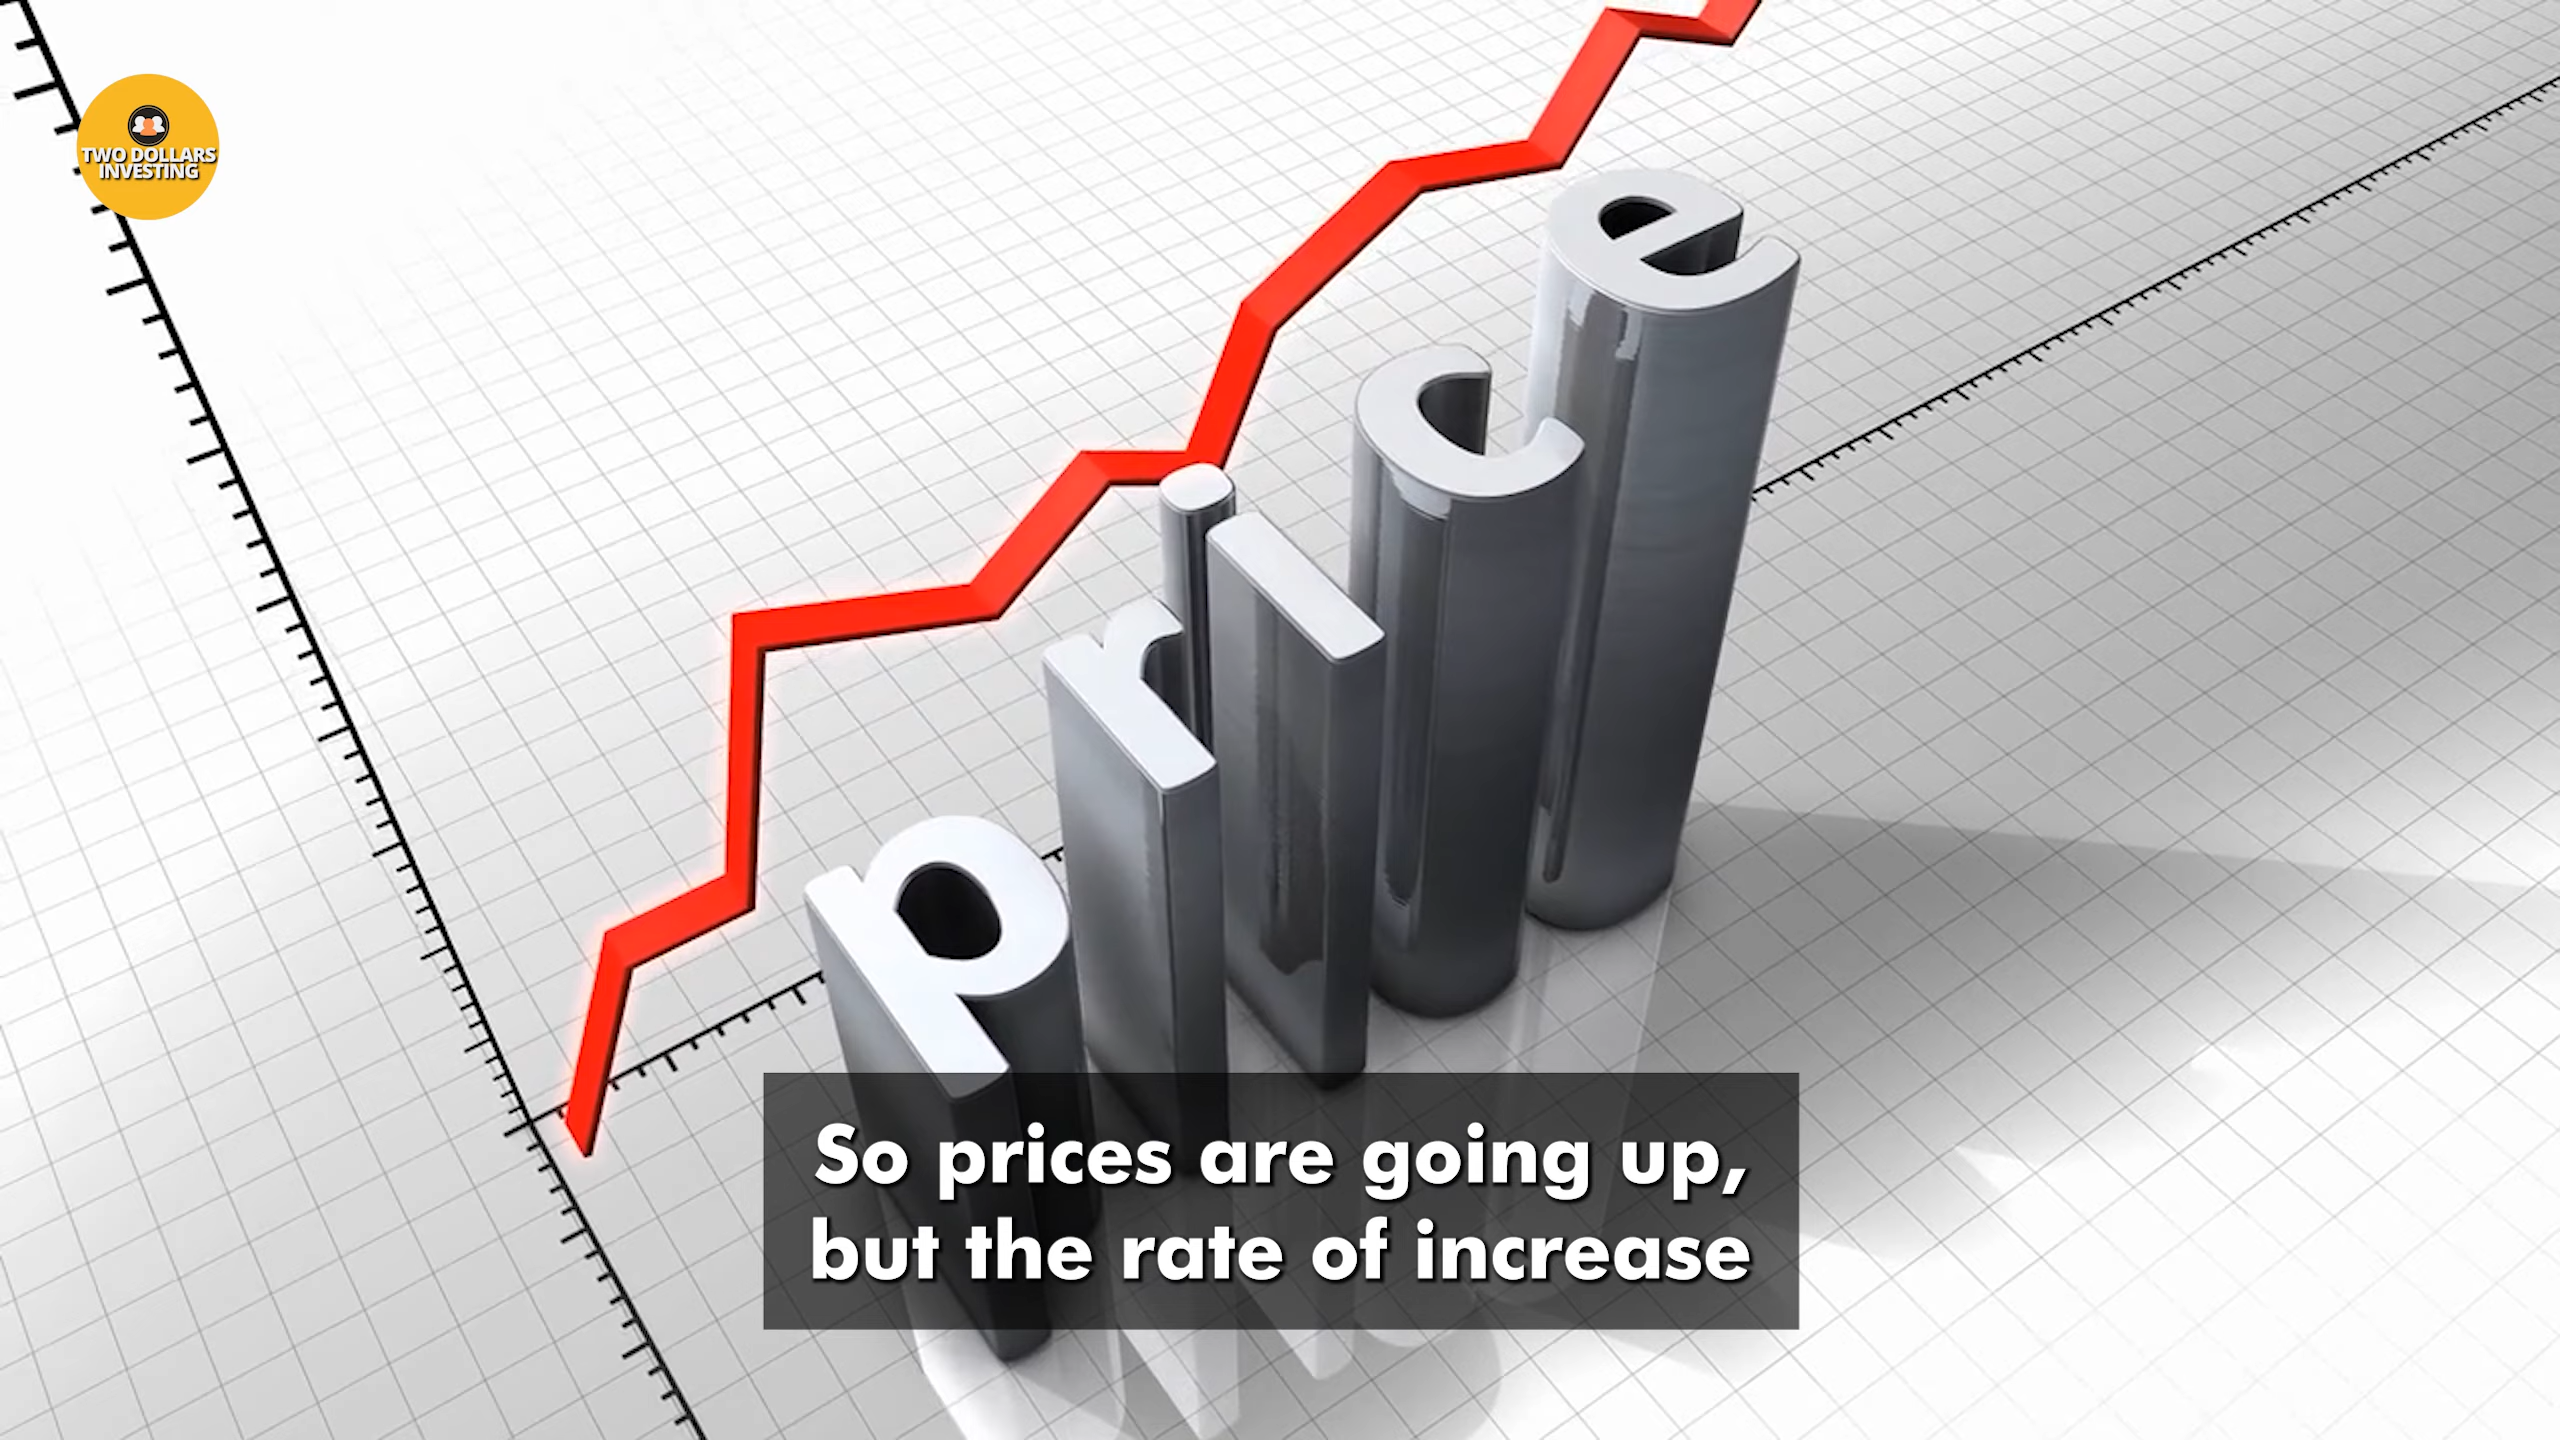 TWO DOLLARS
INVESTING
price
So prices are going up,
but the rate of increase